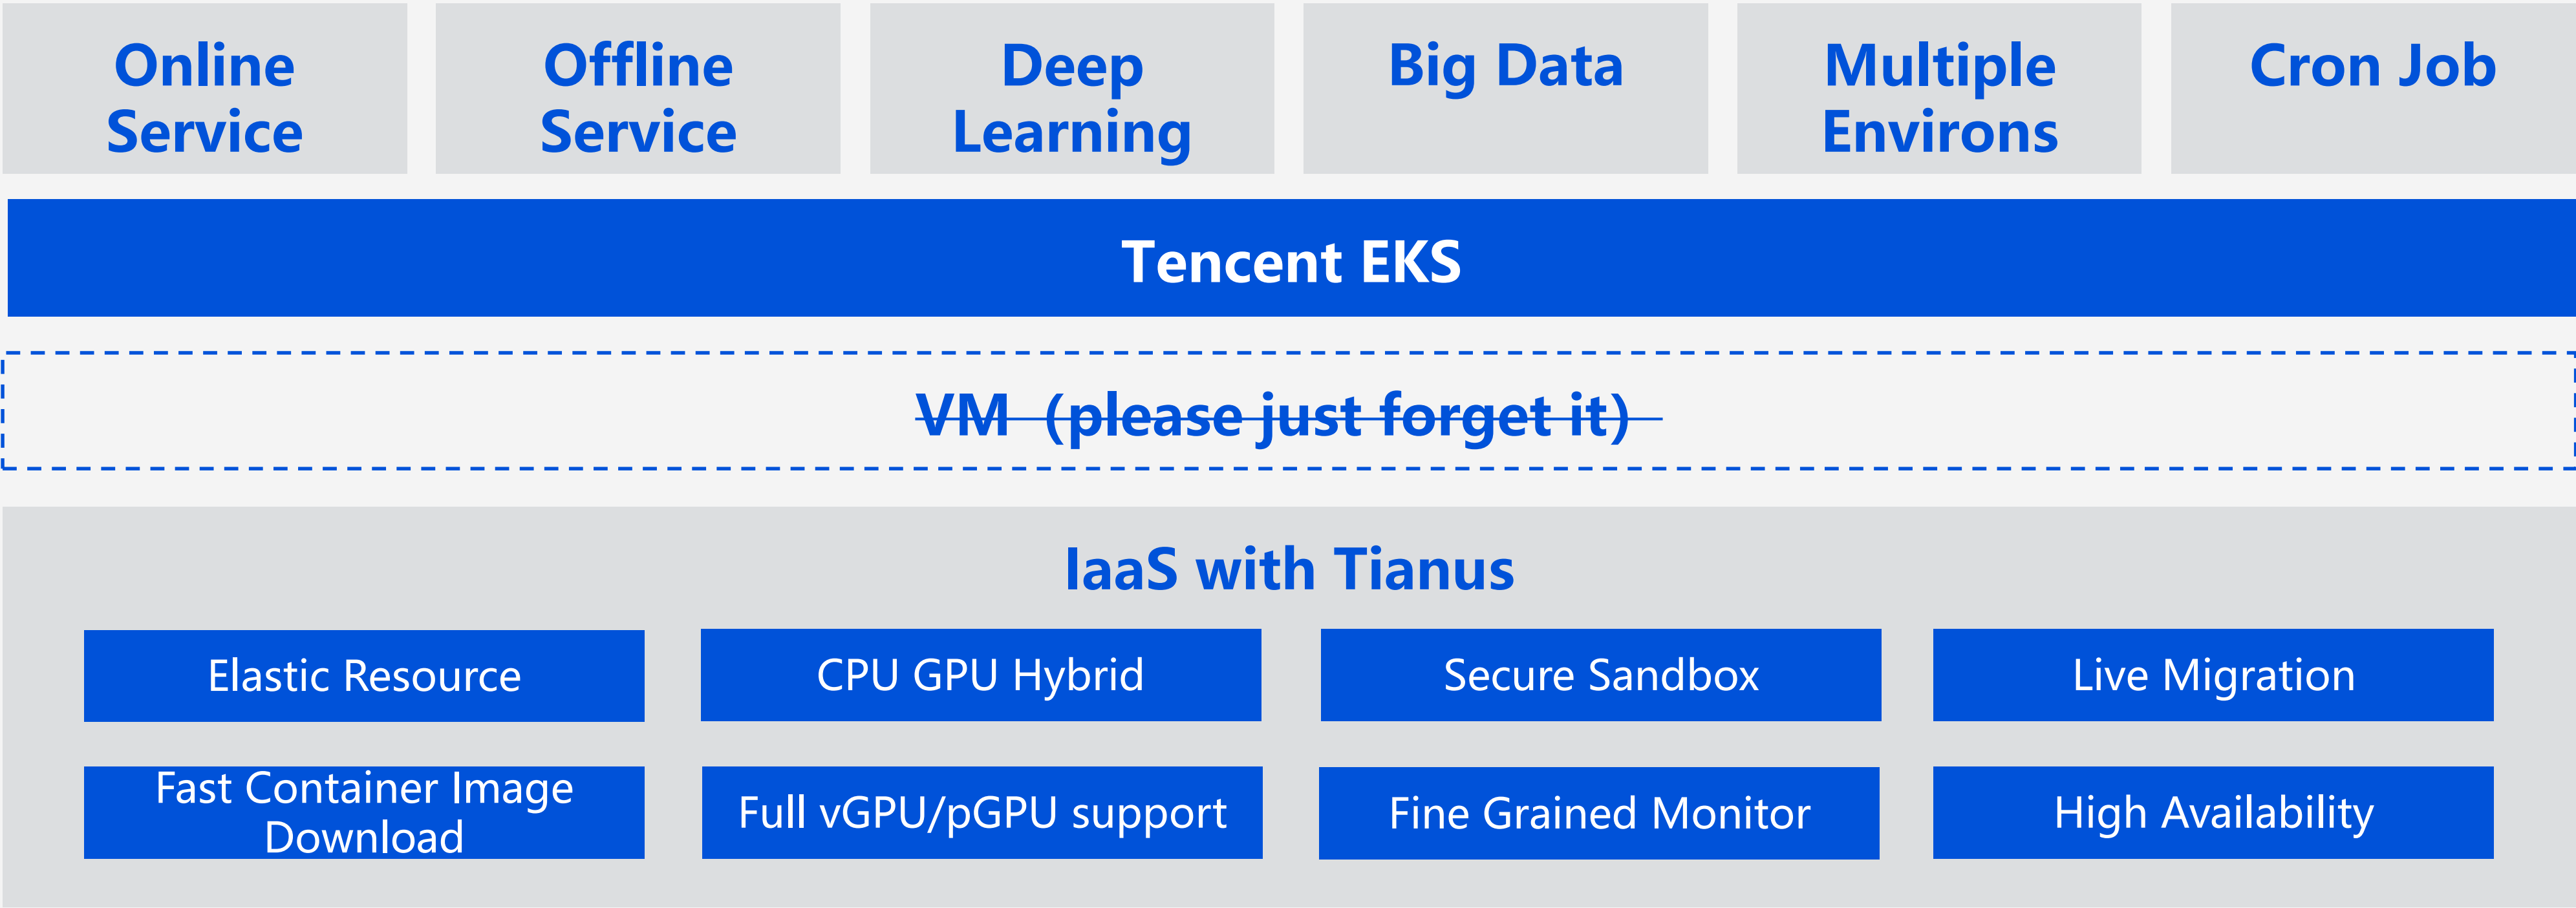 Online
Service
Offline
Service
Deep
Learning
Big Data
Multiple
Environs
Cron Job
Tencent EKS
VM (please just forget it)
IaaS with Tianus
Elastic Resource
CPU GPU Hybrid
Secure Sandbox
Live Migration
Fast Container Image
Download
Full vGPU/pGPU support
Fine Grained Monitor
High Availability